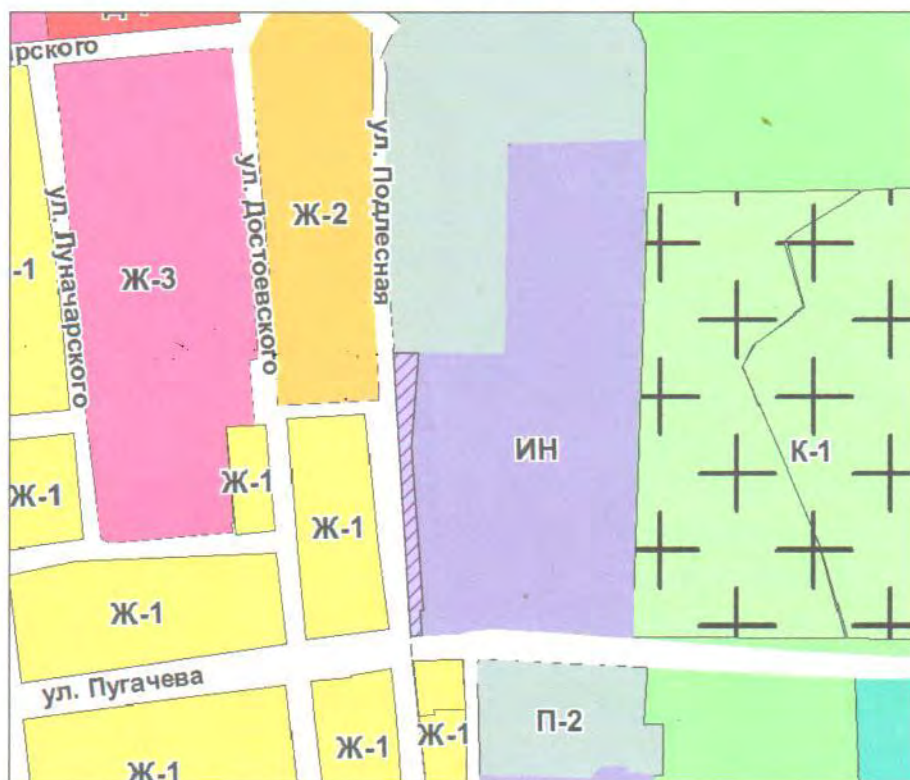 рского
ул. Луначарского
ул. Достоевского
ул. Подлесная
Ж-2
Ж-3
-1
ИН
К-1
Ж-1
Ж-1
Ж-1
Ж-1
ул. Пугачева
П-2
Ж-1
Ж-1
Ж-1